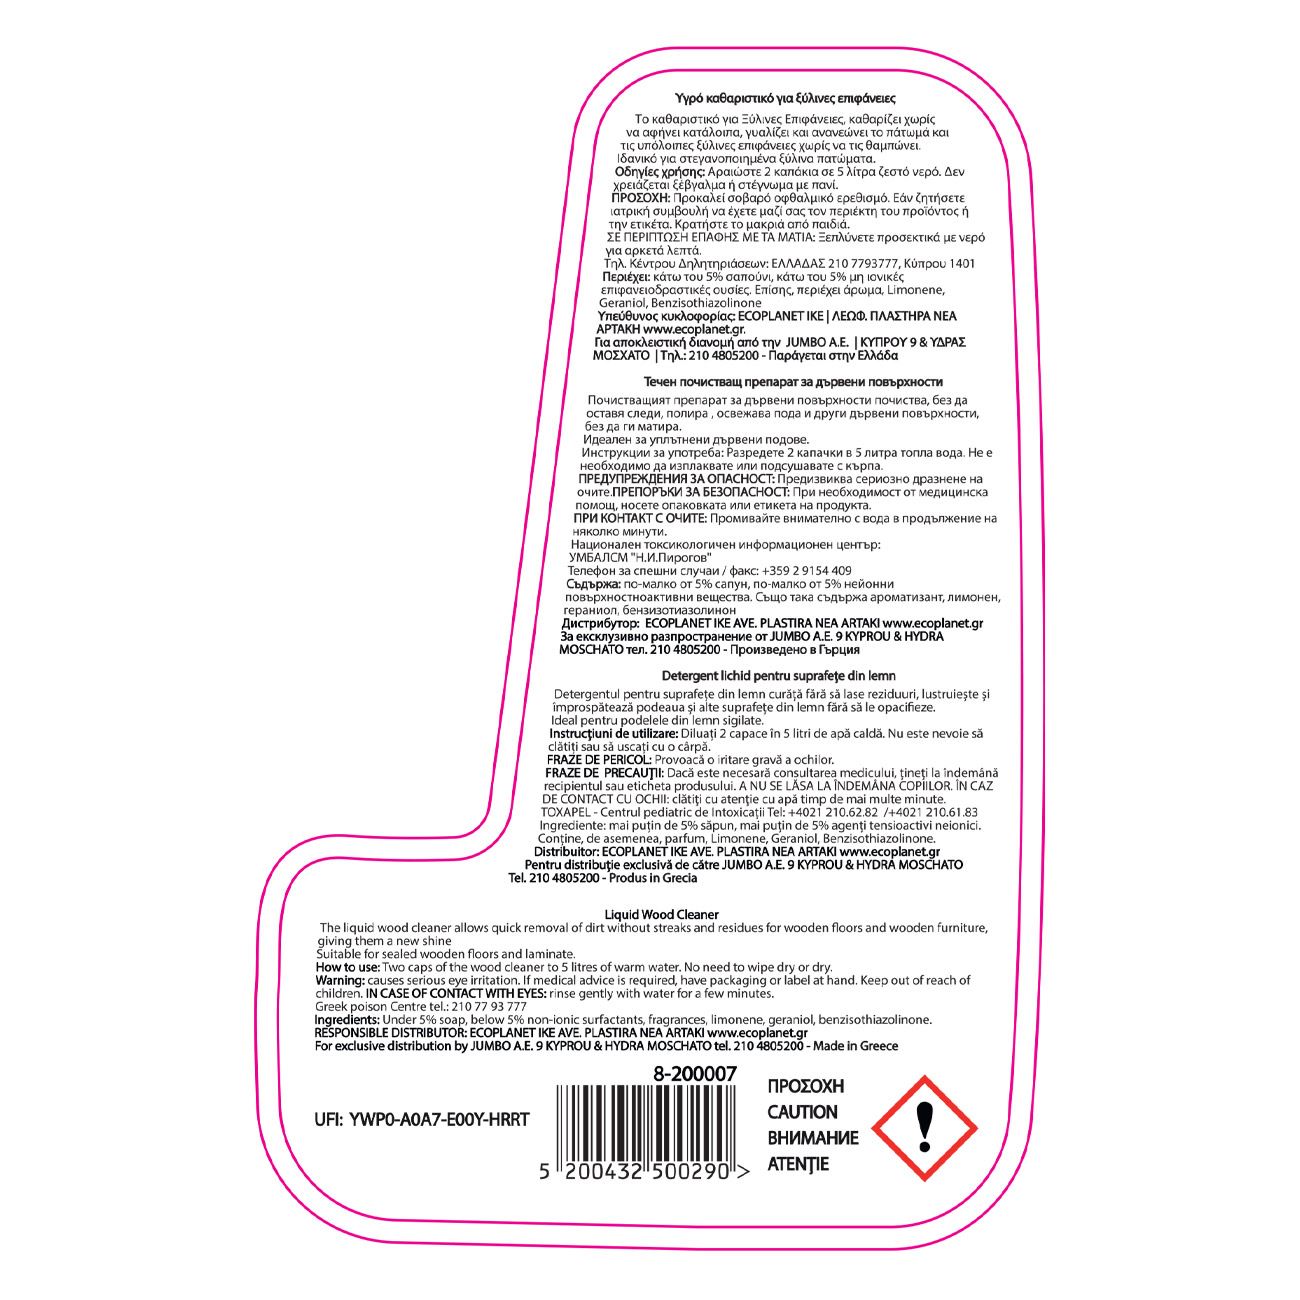 Υγρό καθαριστικό για ξύλινες επιφάνειες
Το καθαριστικό για Ξύλινες Επιφάνειες, καθαρίζει χωρίς
να αφήνει κατάλοιπα, γυαλίζει και ανανεώνει το πάτωμά και
τις υπόλοιπες ξύλινες επιφάνειες χωρίς να τις θαμπώνει.
Ιδανικό για στεγανοποιημένα ξύλινα πατώματα.
Οδηγίες χρήσης: Αραιώστε 2 καπάκια σε 5 λίτρα ζεστό νερό. Δεν
χρειάζεται ξέβγαλμα ή στέγνωμα με πανί.
ΠΡΟΣΟΧΗ: Προκαλεί σοβαρό οφθαλμικό ερεθισμό. Εάν ζητήσετε
ιατρική συμβουλή να έχετε μαζί σας τον περιέκτη του προϊόντος ή
την ετικέτα. Κρατήστε το μακριά από παιδιά.
ΣΕ ΠΕΡΙΠΤΩΣΗ ΕΠΑΦΗΣ ΜΕ ΤΑ ΜΑΤΙΑ: Ξεπλύνετε προσεκτικά με νερό
για αρκετά λεπτά.
Τηλ. Κέντρου Δηλητηριάσεων: ΕΛΛΑΔΑΣ 210 7793777, Κύπρου 1401
Περιέχει: κάτω του 5% σαπούνι, κάτω του 5% μη ιονικές
επιφανειοδραστικές ουσίες. Επίσης, περιέχει άρωμα, Limonene,
Geraniol, Benzisothiazolinone
Υπεύθυνος κυκλοφορίας: ECOPLANET IKE | ΛΕΩΦ. ΠΛΑΣΤΗΡΑ ΝΕΑ
ΑΡΤΑΚΗ www.ecoplanet.gr.
Για αποκλειστική διανομή από την JUMBO A.E. | ΚΥΠΡΟΥ 9 & ΥΔΡΑΣ
ΜΟΣΧΑΤΟ | Τηλ.: 210 4805200 - Παράγεται στην Ελλάδα
Течен почистващ препарат за дървени повърхности
Почистващият препарат за дървени повърхности почиства, без да
оставя следи, полира , освежава пода и други дървени повърхности,
без да ги матира.
Идеален за уплътнени дървени подове.
Инструкции за употреба: Разредете 2 капачки в 5 литра топла вода. Не е
необходимо да изплаквате или подсушавате с кърпа.
ПРЕДУПРЕЖДЕНИЯ ЗА ОПАСНОСТ: Предизвиква сериозно дразнене на
очите.ПРЕПОРЪКИ ЗА БЕЗОПАСНОСТ: При необходимост от медицинска
помощ, носете опаковката или етикета на продукта.
ПРИ КОНТАКТ С ОЧИТЕ: Промивайте внимателно с вода в продължение на
няколко минути.
Национален токсикологичен информационен център:
УМБАЛСМ "Н.И.Пирогов"
Телефон за спешни случаи / факс: +359 2 9154 409
Съдържа: по-малко от 5% сапун, по-малко от 5% нейонни
повърхностноактивни вещества. Също така съдържа ароматизант, лимонен,
гераниол, бензизотиазолинон
Дистрибутор: ECOPLANET IKE AVE. PLASTIRA NEA ARTAKI www.ecoplanet.gr
За ексклузивно разпространение от JUMBO A.E. 9 KYPROU & HYDRA
MOSCHATO тел. 210 4805200 - Произведено в Гърция
Detergent lichid pentru suprafețe din lemn
Detergentul pentru suprafețe din lemn curăță fără să lase reziduuri, lustruiește și
împrospătează podeaua și alte suprafețe din lemn fără să le opacifieze.
Ideal pentru podelele din lemn sigilate.
Instrucțiuni de utilizare: Diluați 2 capace în 5 litri de apă caldă. Nu este nevoie să
clătiți sau să uscați cu o cârpă.
FRAZE DE PERICOL: Provoacă o iritare gravă a ochilor.
FRAZE DE PRECAUȚII: Dacă este necesară consultarea medicului, țineți la îndemână
recipientul sau eticheta produsului. A NU SE LĂSA LA ÎNDEMÂNA COPIILOR. ÎN CAZ
DE CONTACT CU OCHII: clătiți cu atenție cu apă timp de mai multe minute.
TOXAPEL - Centrul pediatric de Intoxicații Tel: +4021 210.62.82 /+4021 210.61.83
Ingrediente: mai puțin de 5% săpun, mai puțin de 5% agenți tensioactivi neionici.
Conține, de asemenea, parfum, Limonene, Geraniol, Benzisothiazolinone.
Distribuitor: ECOPLANET IKE AVE. PLASTIRA NEA ARTAKI www.ecoplanet.gr
Pentru distribuție exclusivă de către JUMBO A.E. 9 KYPROU & HYDRA MOSCHATO
Tel. 210 4805200 - Produs in Grecia
Liquid Wood Cleaner
The liquid wood cleaner allows quick removal of dirt without streaks and residues for wooden floors and wooden furniture,
giving them a new shine
Suitable for sealed wooden floors and laminate.
How to use: Two caps of the wood cleaner to 5 litres of warm water. No need to wipe dry or dry.
Warning: causes serious eye irritation. If medical advice is required, have packaging or label at hand. Keep out of reach of
children. IN CASE OF CONTACT WITH EYES: rinse gently with water for a few minutes.
Greek poison Centre tel.: 210 77 93 777
Ingredients: Under 5% soap, below 5% non-ionic surfactants, fragrances, limonene, geraniol, benzisothiazolinone.
RESPONSIBLE DISTRIBUTOR: ECOPLANET IKE AVE. PLASTIRA NEA ARTAKI www.ecoplanet.gr
For exclusive distribution by JUMBO A.E. 9 KYPROU & HYDRA MOSCHATO tel. 210 4805200 - Made in Greece
8-200007
UFI: YWP0-A0A7-E00Y-HRRT
5 200432 500290 >
ΠΡΟΣΟΧΗ
CAUTION
ВНИМАНИЕ
ATENȚIE